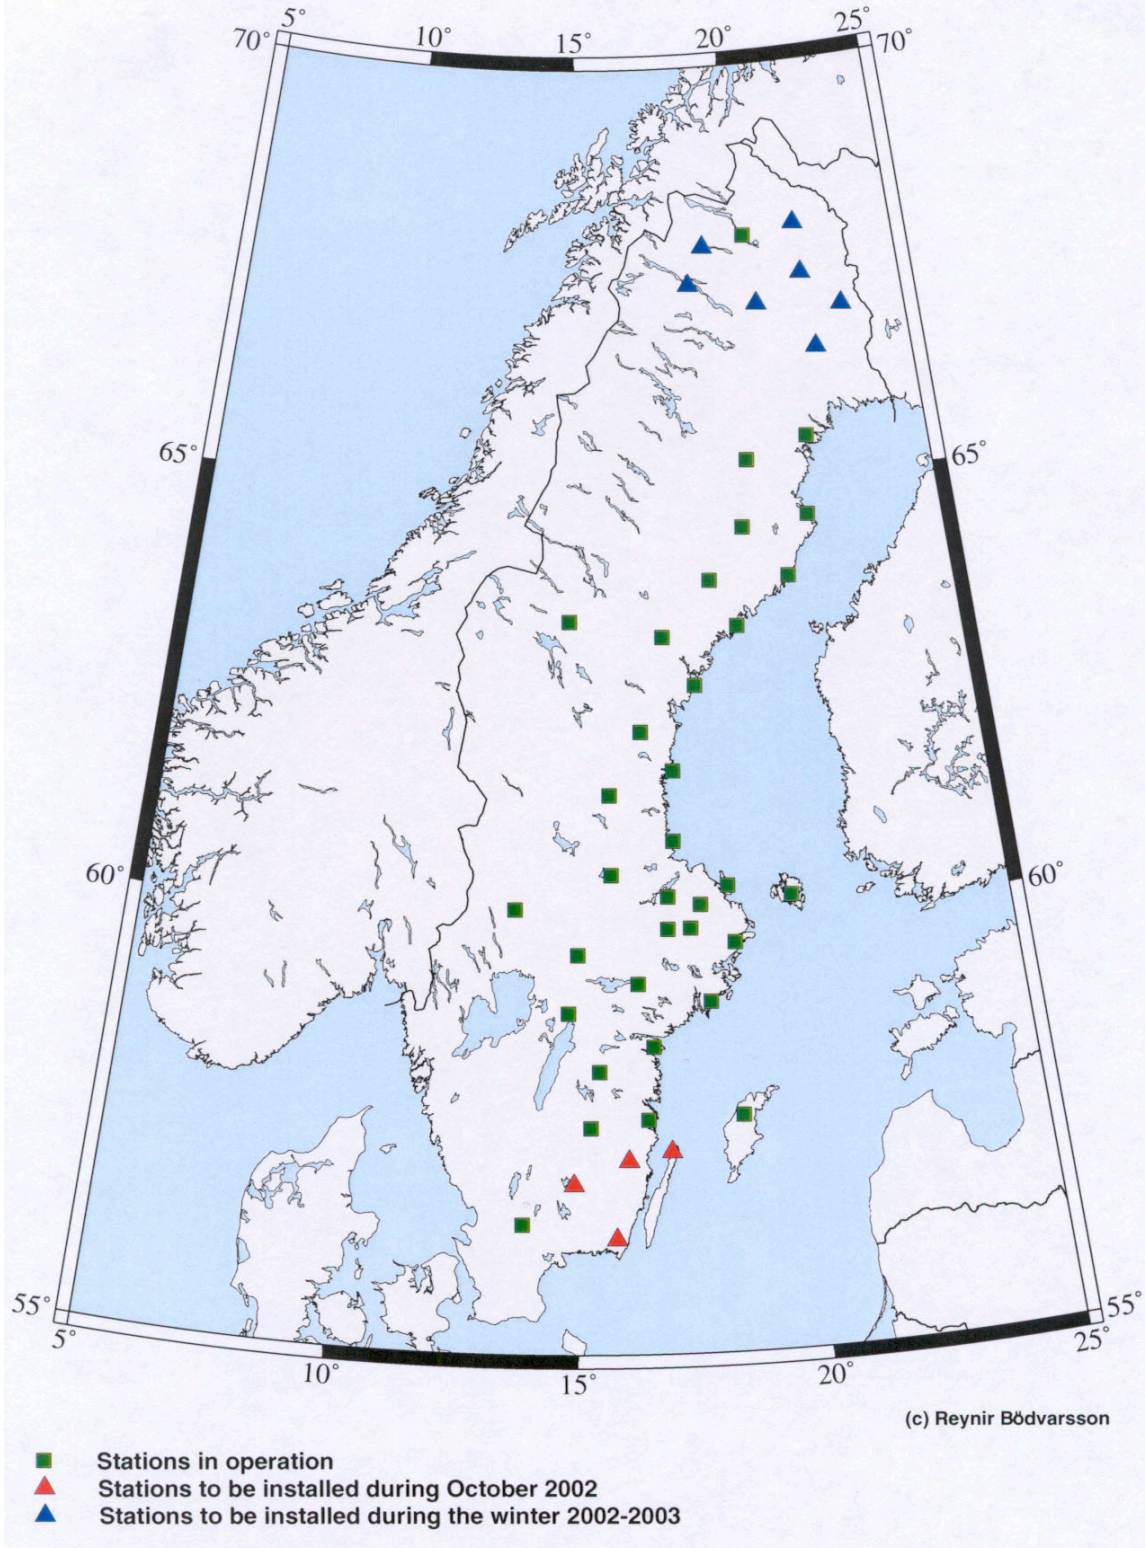 5° 25°
70° 10° 15° 20° 70°
65° 65°
60° 60°
55° 55°
5° 25°
10° 15° 20°
(c) Reynir Bödvarsson
Stations in operation
Stations to be installed during October 2002
Stations to be installed during the winter 2002-2003